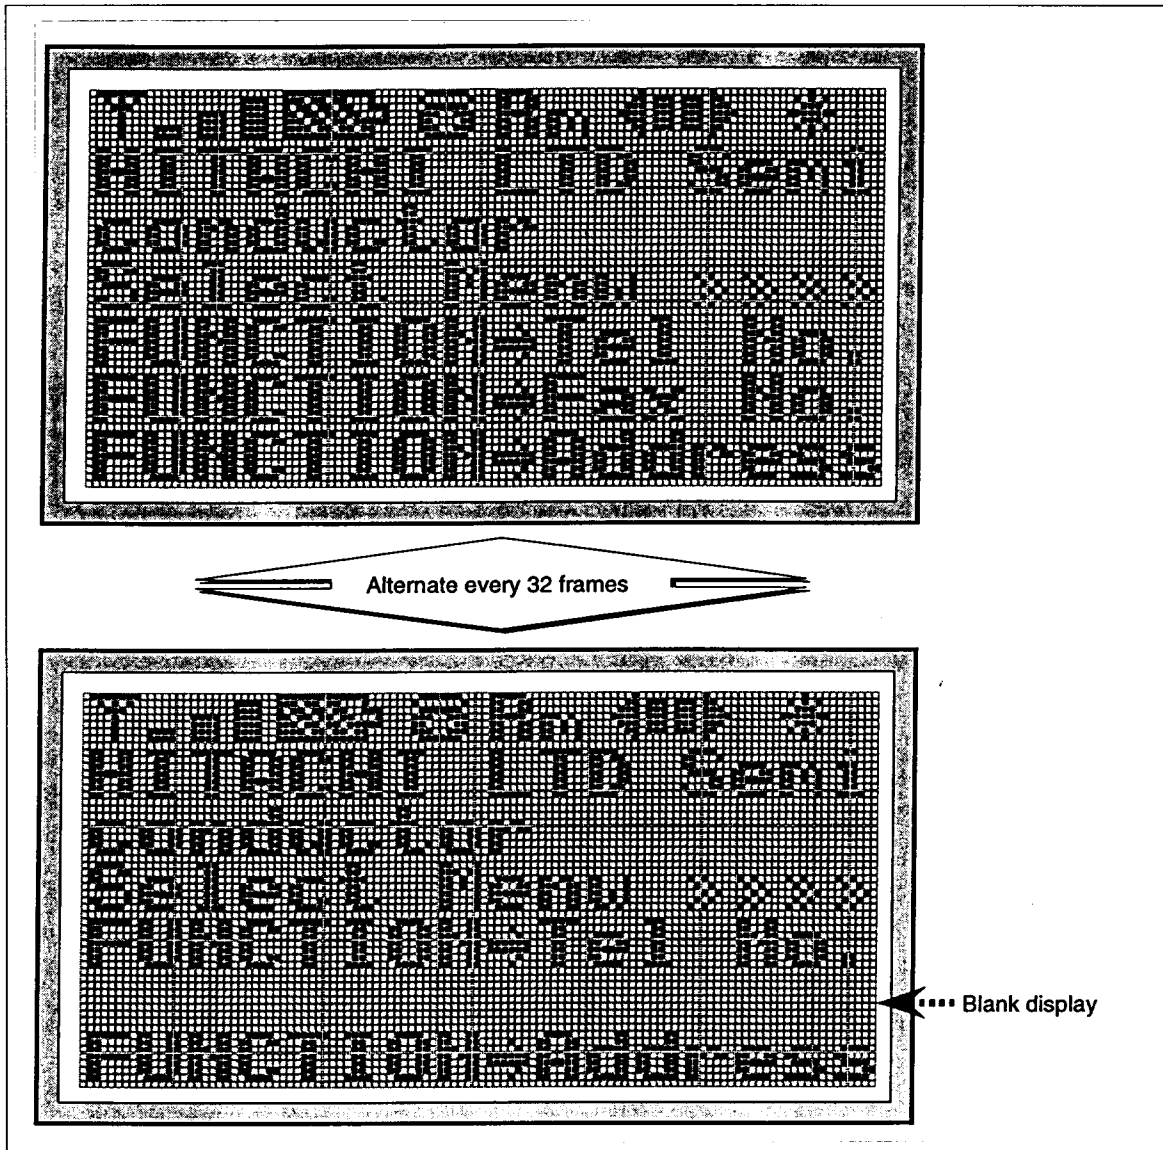 HITACHI LTD Semi
conductor
Select Menu
FUNCTION→Tel No.
FUNCTION→Fax No.
FUNCTION→Address
Alternate every 32 frames
HITACHI LTD Semi
conductor
Select Menu
FUNCTION→Tel No.
FUNCTION→Address
Blank display